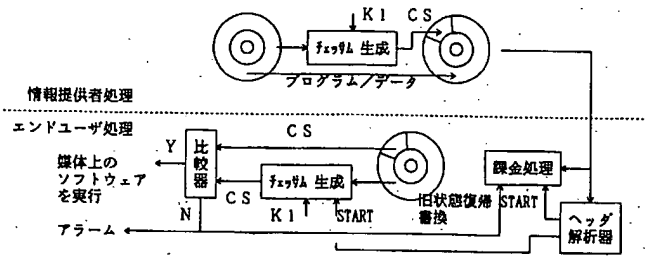 K1 CS
チェッサム 生成
プログラム／データ
情報提供者処理
エンドユーザ処理
CS
Y
比較器
媒体上の
ソフトウェア
を実行
チェッサム 生成
課金処理
CS
旧状態復帰
書換
START
N
K1
START
ヘッダ
解析器
アラーム